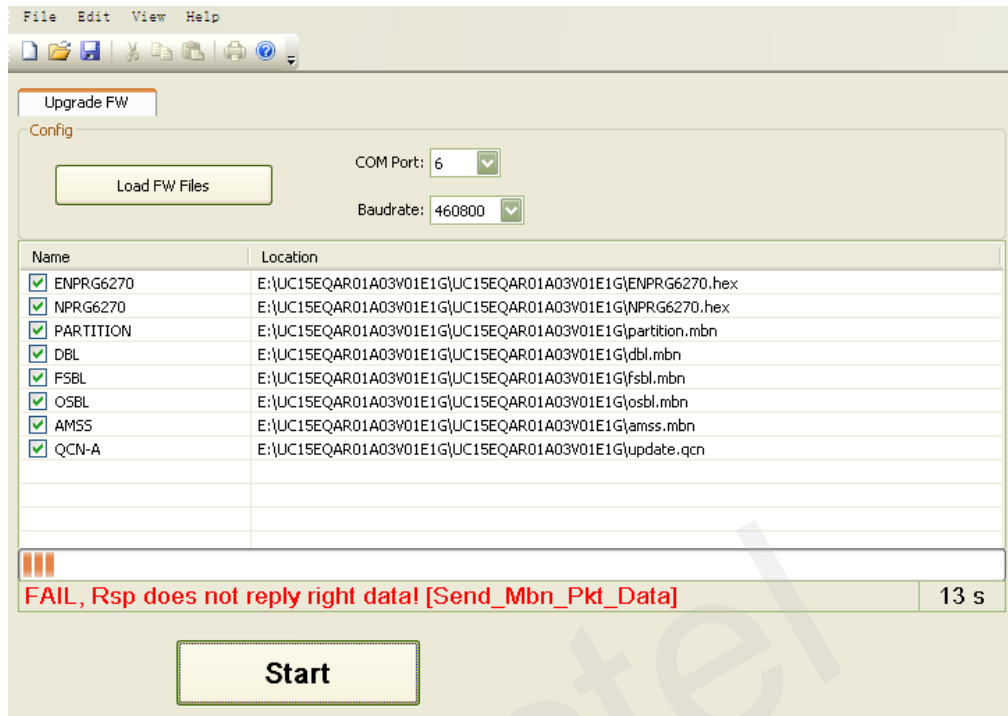 File Edit View Help
Upgrade FW
Config
Load FW Files
COM Port: 6
Baudrate: 460800
Name Location
ENPRG6270 E:\UC15EQAR01A03V01E1G\UC15EQAR01A03V01E1G\ENPRG6270.hex
NPRG6270 E:\UC15EQAR01A03V01E1G\UC15EQAR01A03V01E1G\NPRG6270.hex
PARTITION E:\UC15EQAR01A03V01E1G\UC15EQAR01A03V01E1G\partition.mbn
DBL E:\UC15EQAR01A03V01E1G\UC15EQAR01A03V01E1G\dbl.mbn
FSBL E:\UC15EQAR01A03V01E1G\UC15EQAR01A03V01E1G\fsbl.mbn
OSBL E:\UC15EQAR01A03V01E1G\UC15EQAR01A03V01E1G\osbl.mbn
AMSS E:\UC15EQAR01A03V01E1G\UC15EQAR01A03V01E1G\amss.mbn
QCN-A E:\UC15EQAR01A03V01E1G\UC15EQAR01A03V01E1G\update.qcn
FAIL, Rsp does not reply right data! [Send_Mbn_Pkt_Data] 13 s
Start